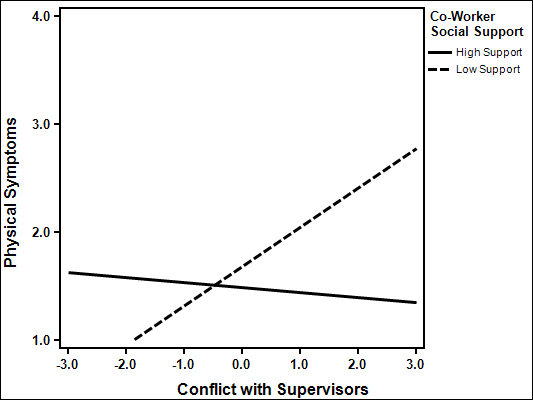 Co-Worker
Social Support
High Support
Low Support
Physical Symptoms
4.0
3.0
2.0
1.0
-3.0 -2.0 -1.0 0.0 1.0 2.0 3.0
Conflict with Supervisors